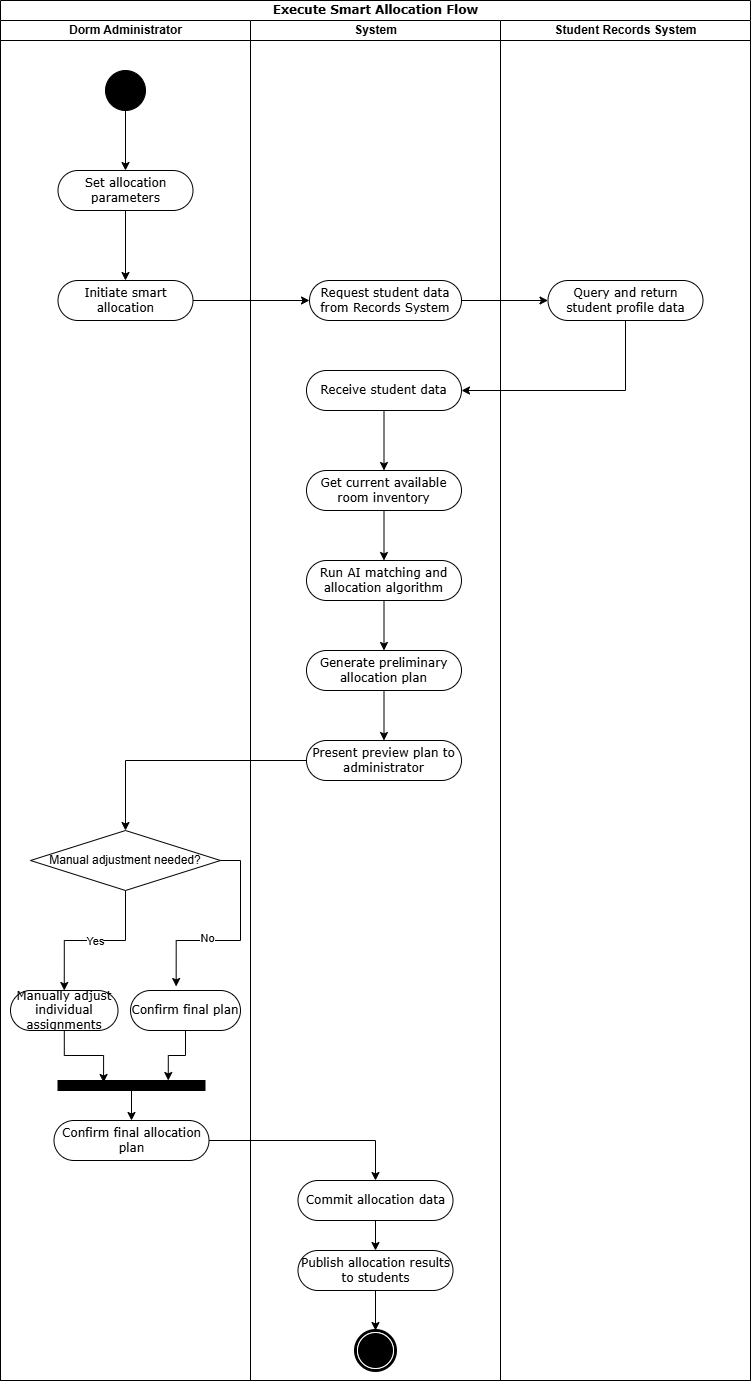 Execute Smart Allocation Flow
Dorm Administrator
System
Student Records System
Set allocation
parameters
Initiate smart
allocation
Request student data
from Records System
Query and return
student profile data
Receive student data
Get current available
room inventory
Run AI matching and
allocation algorithm
Generate preliminary
allocation plan
Present preview plan to
administrator
Manual adjustment needed?
Yes
No
Manually adjust
individual
assignments
Confirm final plan
Confirm final allocation
plan
Commit allocation data
Publish allocation results
to students